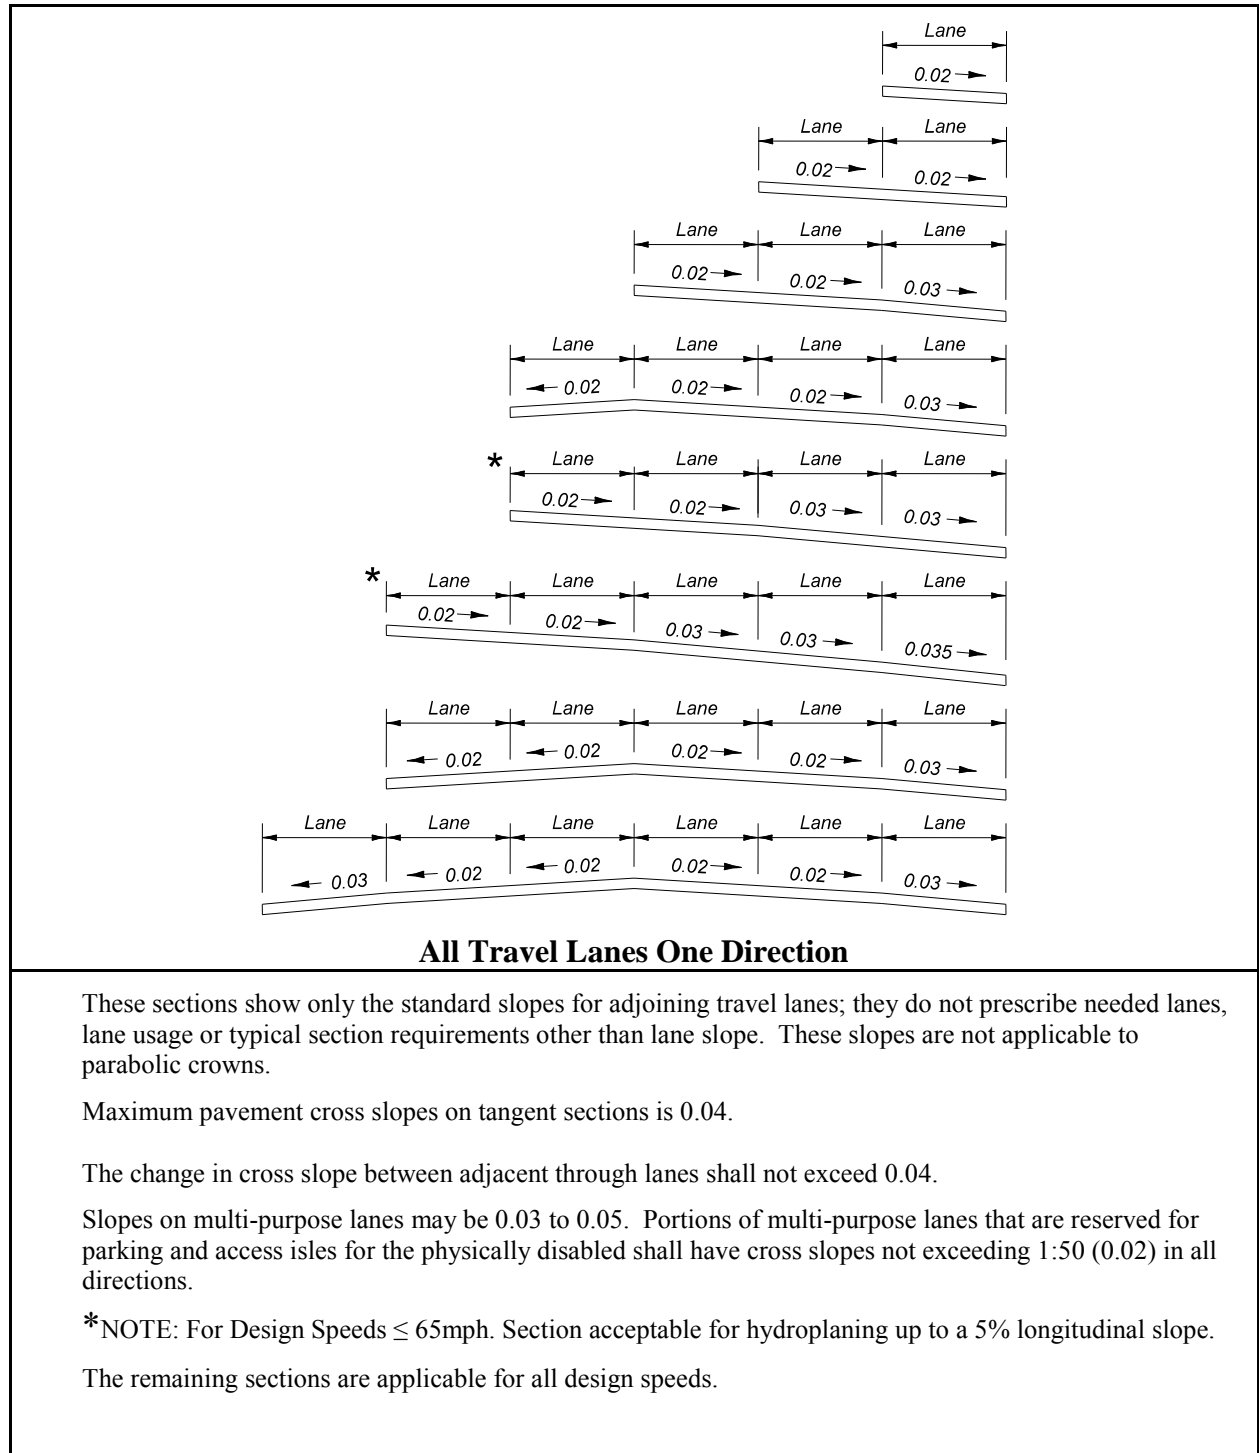 Lane
0.02
Lane Lane
0.02 0.02
Lane Lane Lane
0.02 0.02 0.03
Lane Lane Lane Lane
0.02 0.02 0.02 0.03
* Lane Lane Lane Lane
0.02 0.02 0.03 0.03
* Lane Lane Lane Lane Lane
0.02 0.02 0.03 0.03 0.035
Lane Lane Lane Lane Lane
0.02 0.02 0.02 0.02 0.03
Lane Lane Lane Lane Lane Lane
0.03 0.02 0.02 0.02 0.02 0.03
All Travel Lanes One Direction
These sections show only the standard slopes for adjoining travel lanes; they do not prescribe needed lanes,
lane usage or typical section requirements other than lane slope. These slopes are not applicable to
parabolic crowns.
Maximum pavement cross slopes on tangent sections is 0.04.
The change in cross slope between adjacent through lanes shall not exceed 0.04.
Slopes on multi-purpose lanes may be 0.03 to 0.05. Portions of multi-purpose lanes that are reserved for
parking and access isles for the physically disabled shall have cross slopes not exceeding 1:50 (0.02) in all
directions.
*NOTE: For Design Speeds ≤ 65mph. Section acceptable for hydroplaning up to a 5% longitudinal slope.
The remaining sections are applicable for all design speeds.